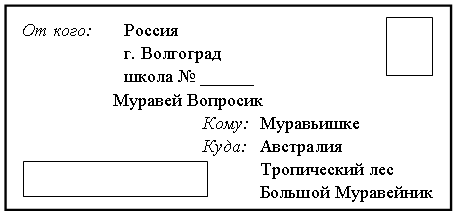 От кого: Россия
г. Волгоград
школа № ______
Муравей Вопросик
Кому: Муравьишке
Куда: Австралия
Тропический лес
Большой Муравейник